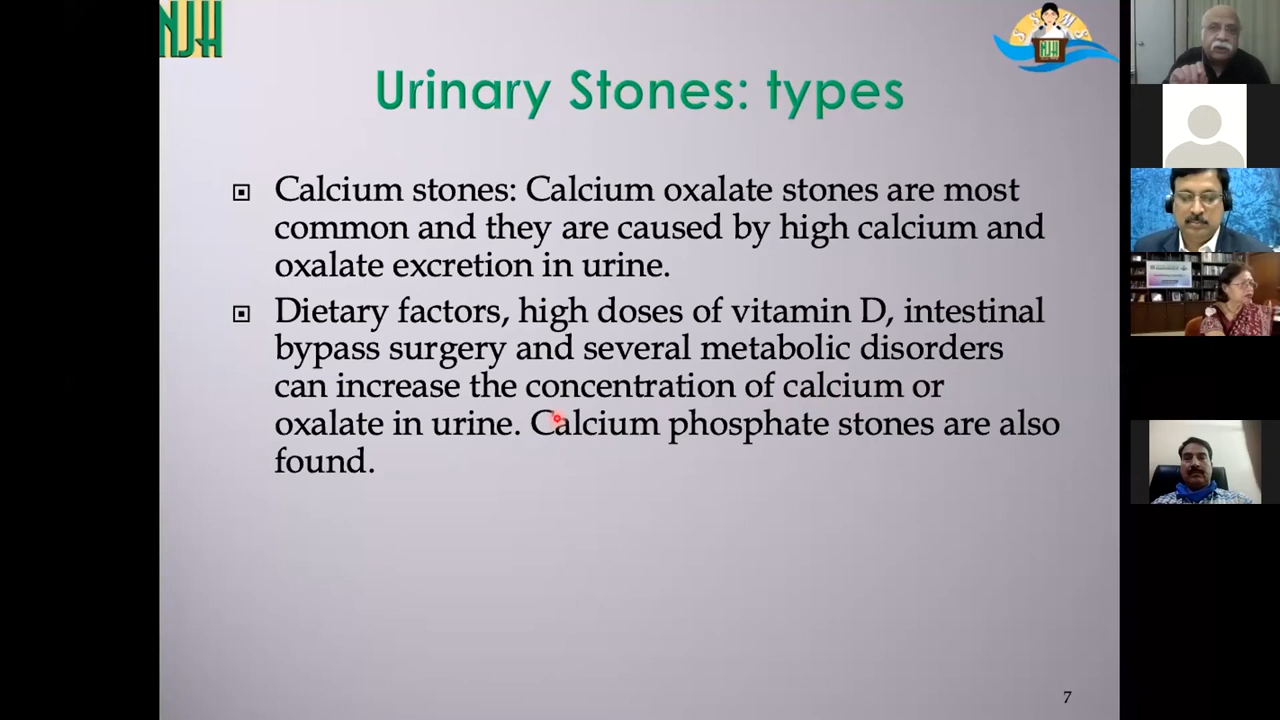 NJH
S S M S
NJH
Urinary Stones: types
Calcium stones: Calcium oxalate stones are most
common and they are caused by high calcium and
oxalate excretion in urine.
Dietary factors, high doses of vitamin D, intestinal
bypass surgery and several metabolic disorders
can increase the concentration of calcium or
oxalate in urine. Calcium phosphate stones are also
found.
7